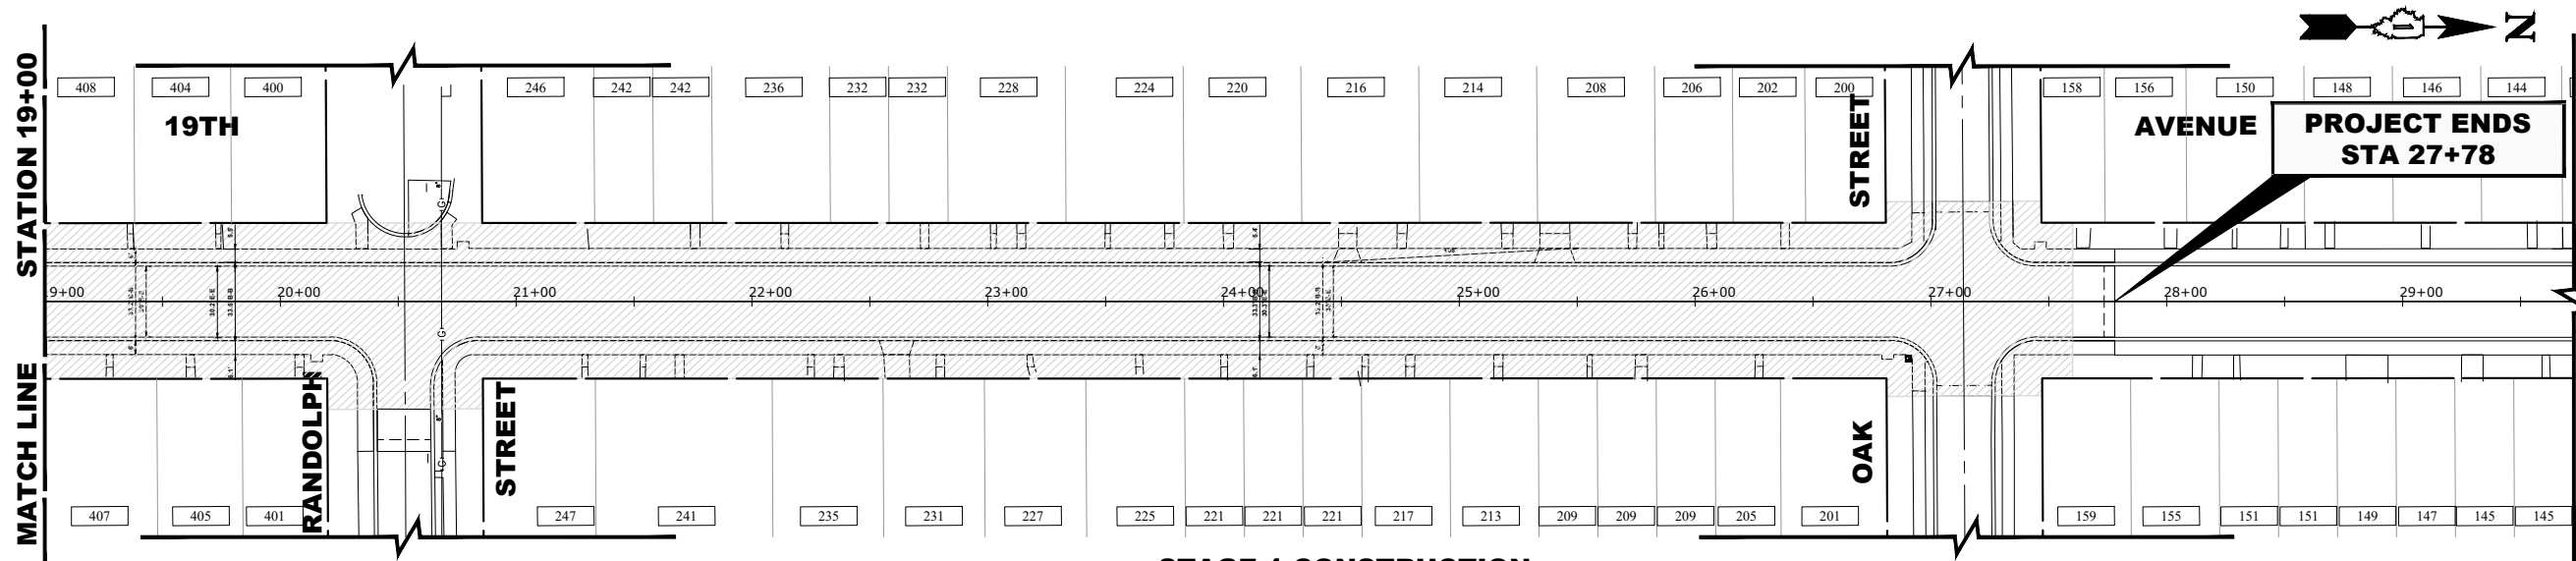 N
MATCH LINE STATION 19+00
408 404 400 246 242 242 236 232 232 228 224 220 216 214 208 206 202 200 158 156 150 148 146 144
19TH AVENUE
PROJECT ENDS
STA 27+78
STREET
9+00 20+00 21+00 22+00 23+00 24+00 25+00 26+00 27+00 28+00 29+00
G
G
G
RANDOLPH STREET
OAK
407 405 401 247 241 235 231 227 225 221 221 221 217 213 209 209 209 205 201 159 155 151 151 149 147 145 145
STAGE 1 CONSTRUCTION